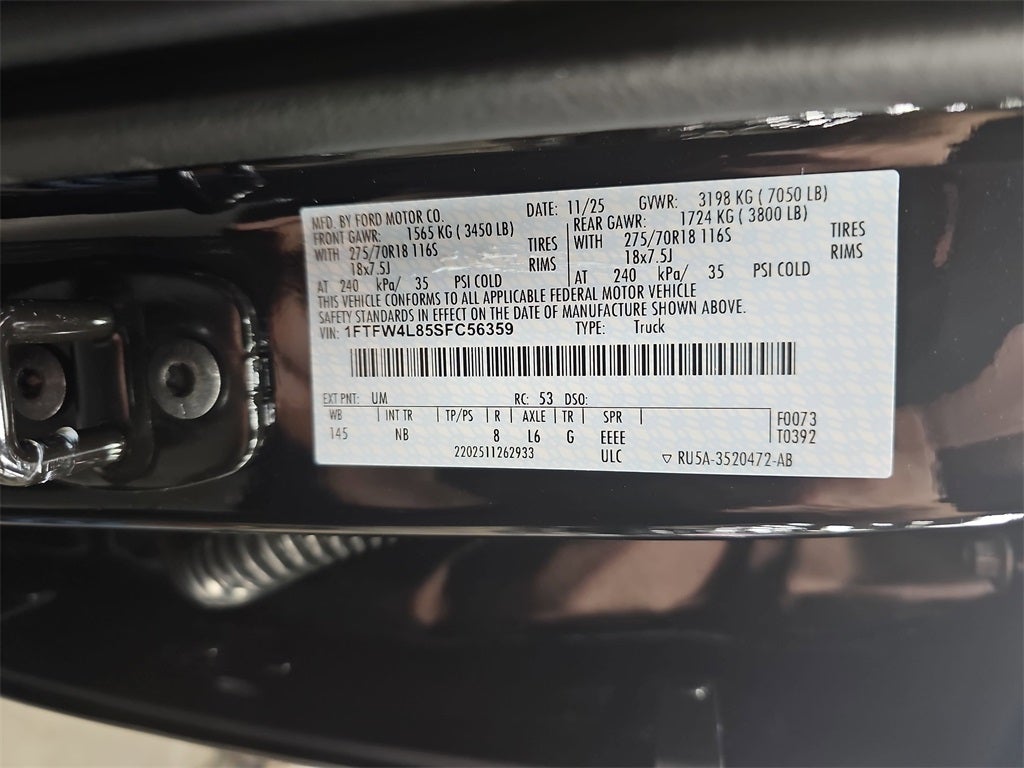 MFD. BY FORD MOTOR CO. DATE: 11/25 GVWR: 3198 KG ( 7050 LB)
FRONT GAWR: 1565 KG ( 3450 LB) REAR GAWR: 1724 KG ( 3800 LB)
WITH 275/70R18 116S TIRES WITH 275/70R18 116S TIRES
18x7.5J RIMS 18x7.5J RIMS
AT 240 kPa/ 35 PSI COLD AT 240 kPa/ 35 PSI COLD
THIS VEHICLE CONFORMS TO ALL APPLICABLE FEDERAL MOTOR VEHICLE
SAFETY STANDARDS IN EFFECT ON THE DATE OF MANUFACTURE SHOWN ABOVE.
VIN: 1FTFW4L85SFC56359 TYPE: Truck
EXT PNT: UM RC: 53 DSO:
WB INT TR TP/PS R AXLE TR SPR F0073
145 NB 8 L6 G EEEE T0392
2202511262933 ULC ▽ RU5A-3520472-AB